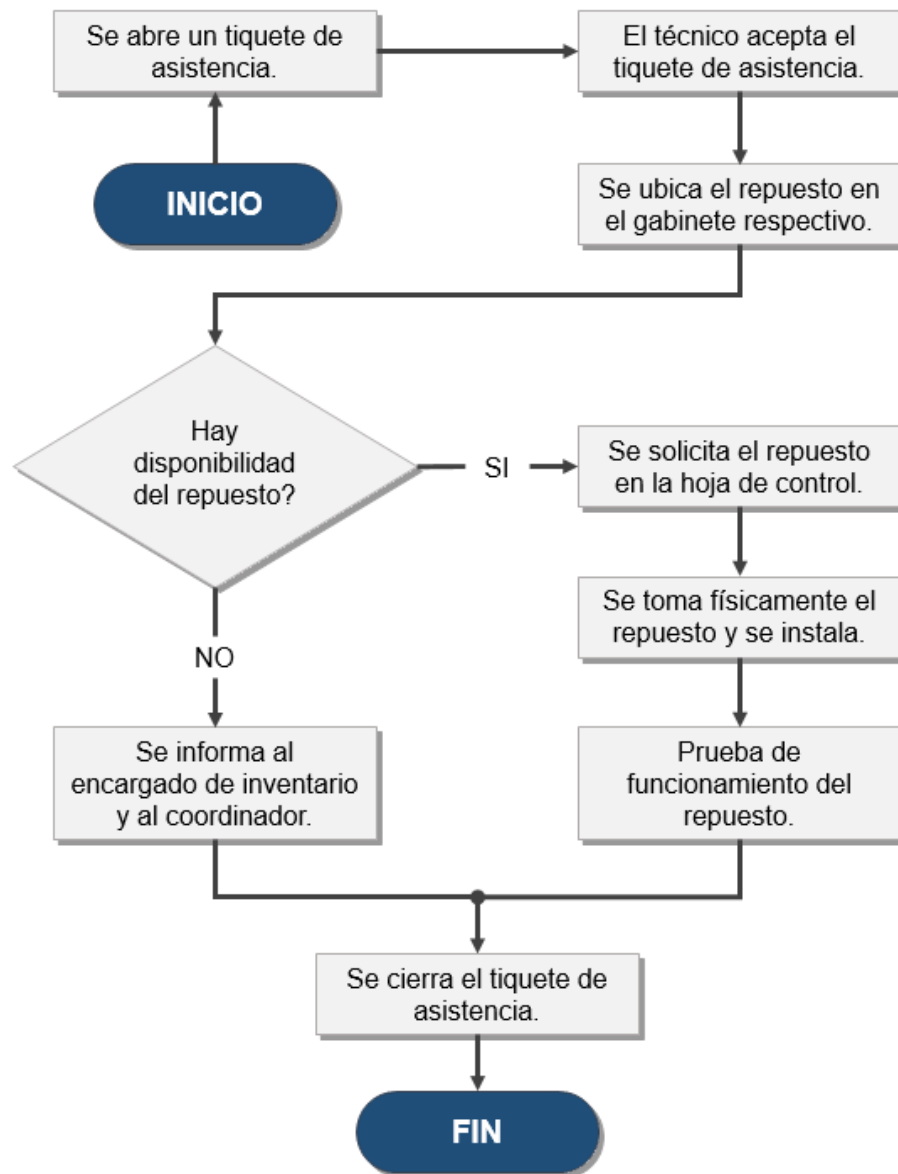 Se abre un tiquete de
asistencia.
El técnico acepta el
tiquete de asistencia.
INICIO
Se ubica el repuesto en
el gabinete respectivo.
Hay
disponibilidad
del repuesto?
SI
Se solicita el repuesto
en la hoja de control.
Se toma físicamente el
repuesto y se instala.
NO
Se informa al
encargado de inventario
y al coordinador.
Prueba de
funcionamiento del
repuesto.
Se cierra el tiquete de
asistencia.
FIN